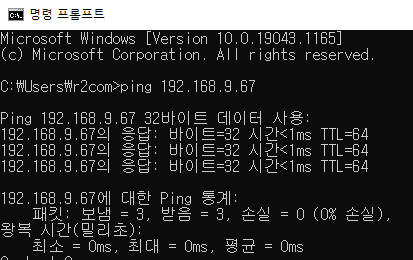 명령 프롬프트
Microsoft Windows [Version 10.0.19043.1165]
(c) Microsoft Corporation. All rights reserved.
C:₩Users₩r2com>ping 192.168.9.67
Ping 192.168.9.67 32바이트 데이터 사용:
192.168.9.67의 응답: 바이트=32 시간<1ms TTL=64
192.168.9.67의 응답: 바이트=32 시간<1ms TTL=64
192.168.9.67의 응답: 바이트=32 시간<1ms TTL=64
192.168.9.67에 대한 Ping 통계:
패킷: 보냄 = 3, 받음 = 3, 손실 = 0 (0% 손실),
왕복 시간(밀리초):
최소 = 0ms, 최대 = 0ms, 평균 = 0ms